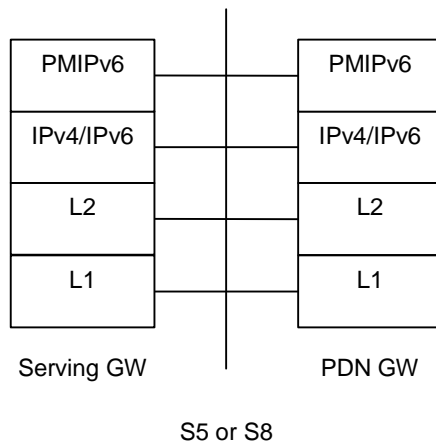 PMIPv6 PMIPv6
IPv4/IPv6 IPv4/IPv6
L2 L2
L1 L1
Serving GW PDN GW
S5 or S8